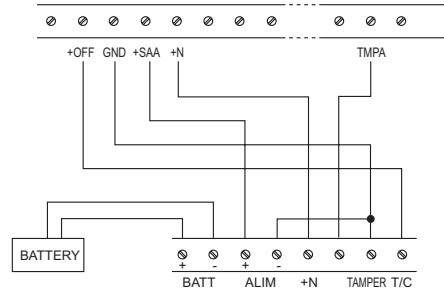 +OFF GND +SAA +N TMPA
BATTERY
+ - + -
BATT ALIM +N TAMPER T/C